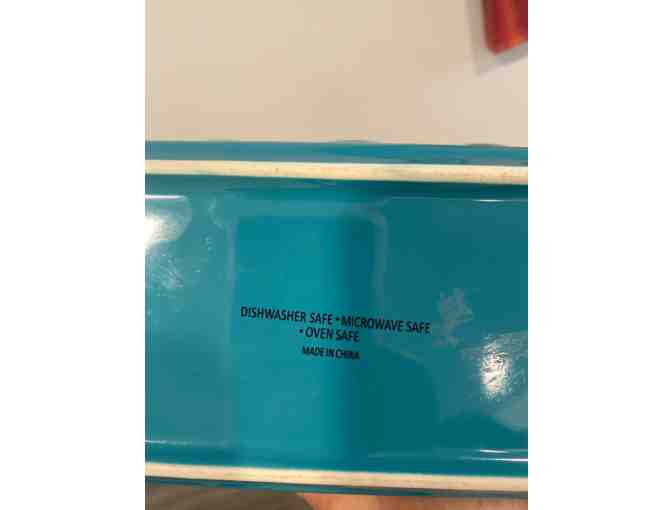 DISHWASHER SAFE • MICROWAVE SAFE
• OVEN SAFE
MADE IN CHINA